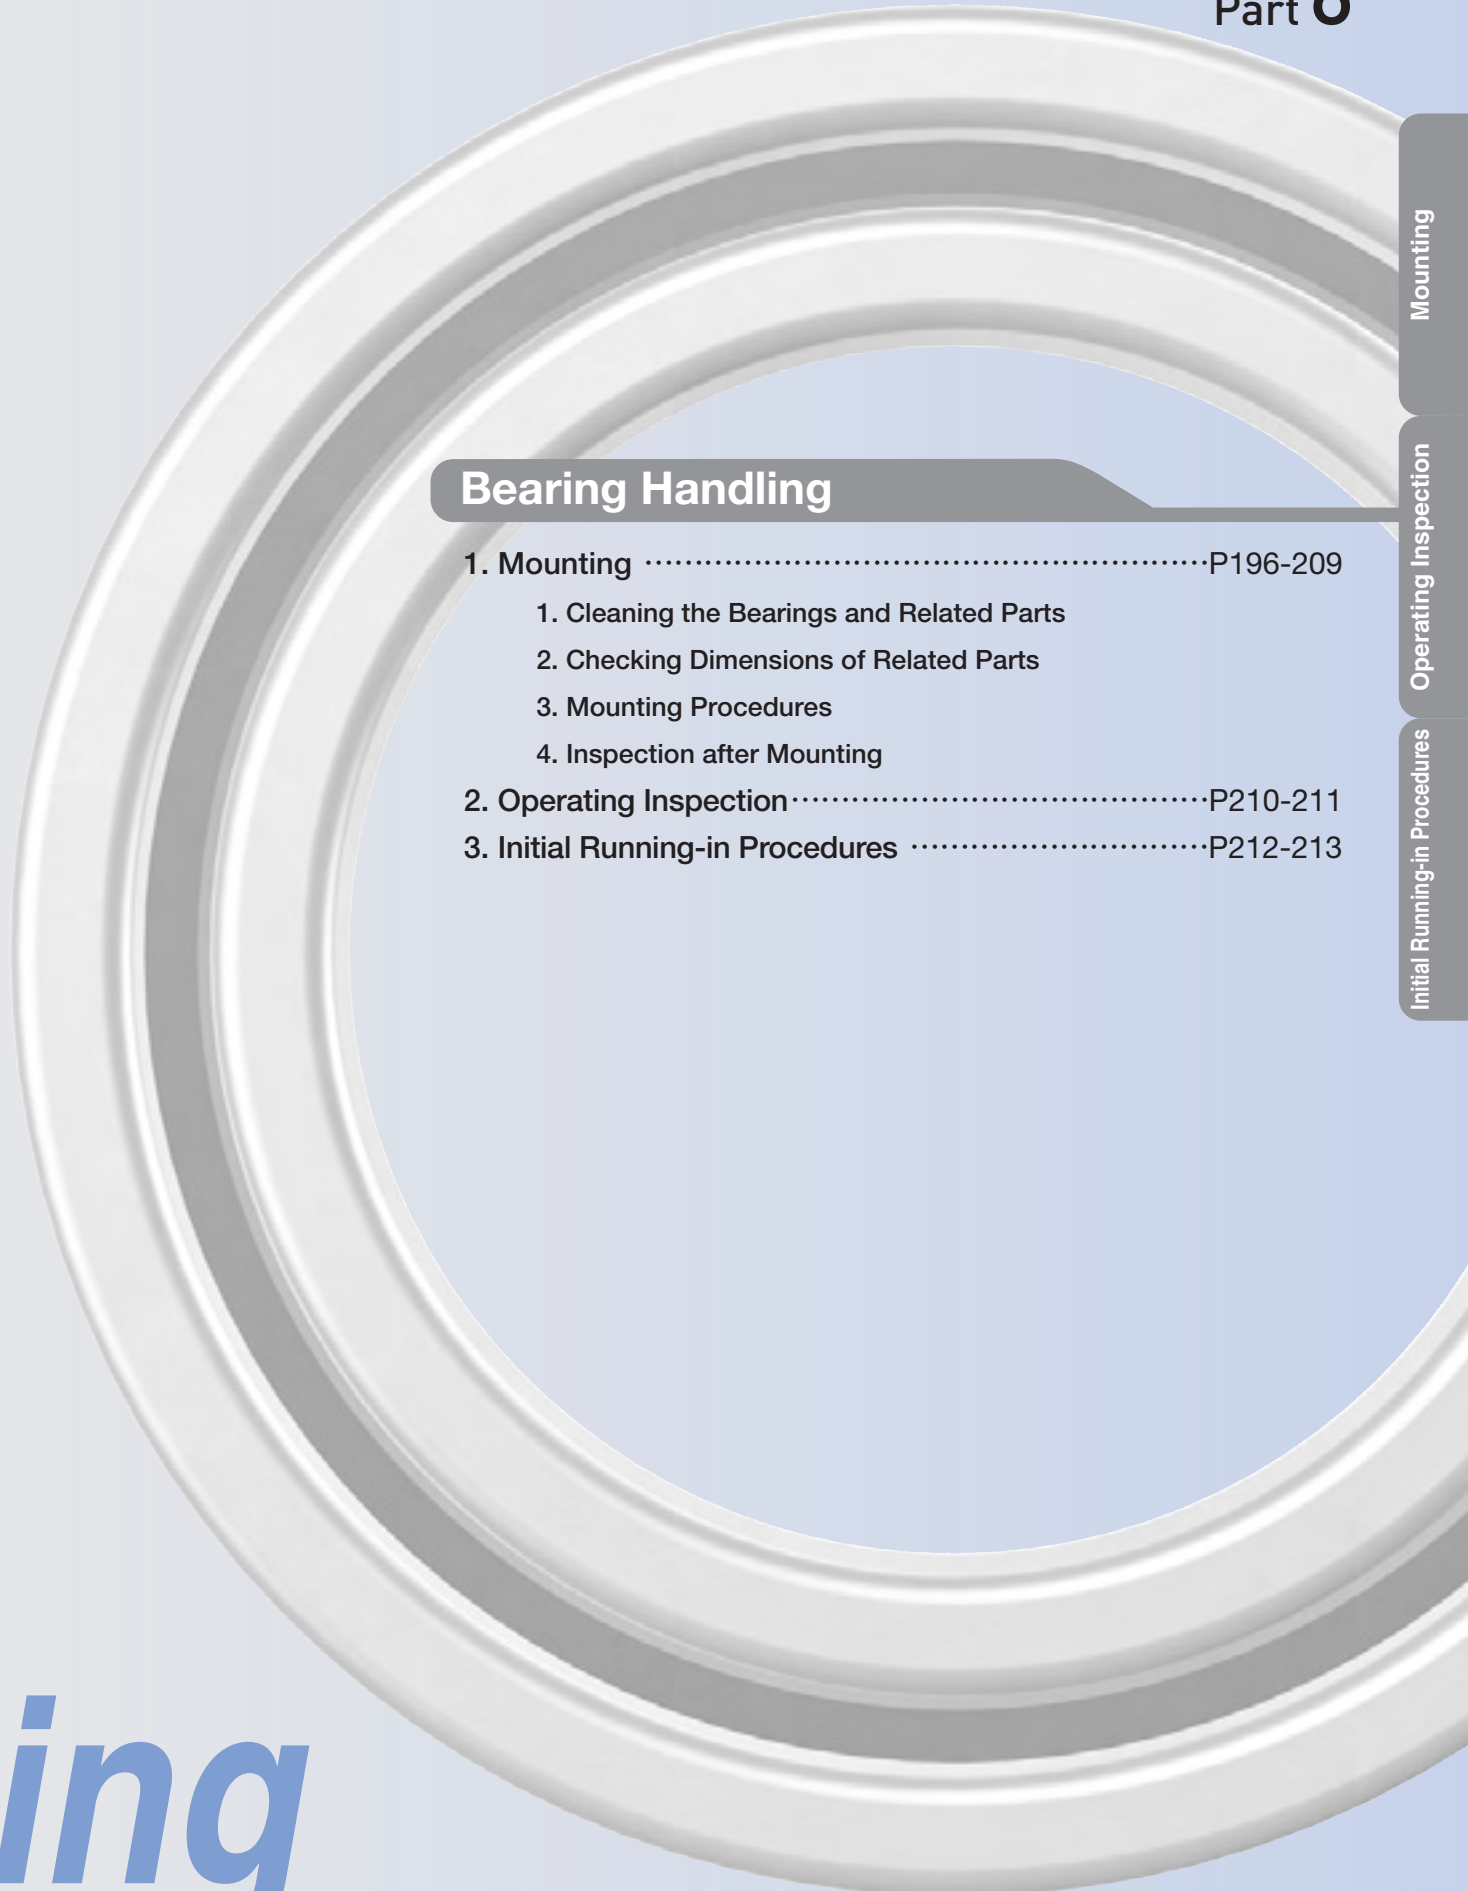 Part
Bearing Handling
1. Mounting ........................................................P196-209
1. Cleaning the Bearings and Related Parts
2. Checking Dimensions of Related Parts
3. Mounting Procedures
4. Inspection after Mounting
2. Operating Inspection..........................................P210-211
3. Initial Running-in Procedures ..............................P212-213
Mounting
Operating Inspection
Initial Running-in Procedures